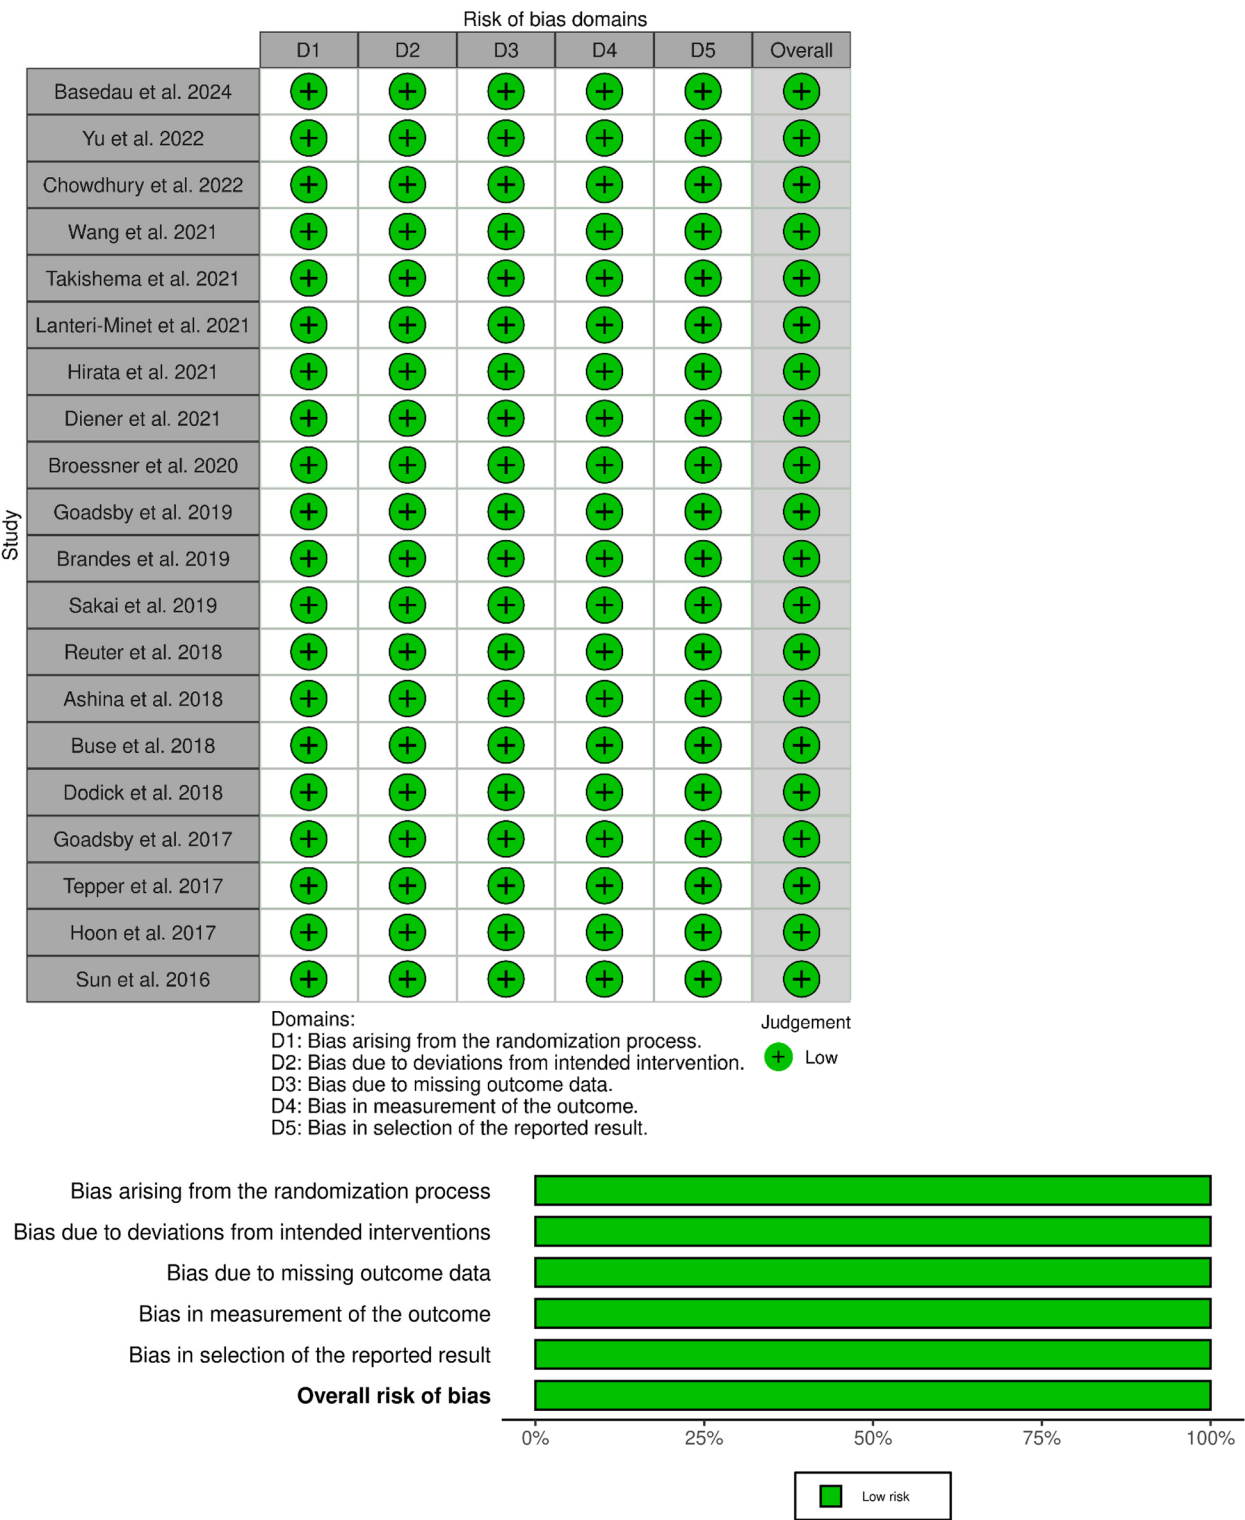 Risk of bias domains
D1 D2 D3 D4 D5 Overall
Study
Basedau et al. 2024 + + + + + +
Yu et al. 2022 + + + + + +
Chowdhury et al. 2022 + + + + + +
Wang et al. 2021 + + + + + +
Takishema et al. 2021 + + + + + +
Lanteri-Minet et al. 2021 + + + + + +
Hirata et al. 2021 + + + + + +
Diener et al. 2021 + + + + + +
Broessner et al. 2020 + + + + + +
Goadsby et al. 2019 + + + + + +
Brandes et al. 2019 + + + + + +
Sakai et al. 2019 + + + + + +
Reuter et al. 2018 + + + + + +
Ashina et al. 2018 + + + + + +
Buse et al. 2018 + + + + + +
Dodick et al. 2018 + + + + + +
Goadsby et al. 2017 + + + + + +
Tepper et al. 2017 + + + + + +
Hoon et al. 2017 + + + + + +
Sun et al. 2016 + + + + + +
Domains:
D1: Bias arising from the randomization process.
D2: Bias due to deviations from intended intervention.
D3: Bias due to missing outcome data.
D4: Bias in measurement of the outcome.
D5: Bias in selection of the reported result.
Judgement
+ Low
Bias arising from the randomization process
Bias due to deviations from intended interventions
Bias due to missing outcome data
Bias in measurement of the outcome
Bias in selection of the reported result
Overall risk of bias
0% 25% 50% 75% 100%
Low risk